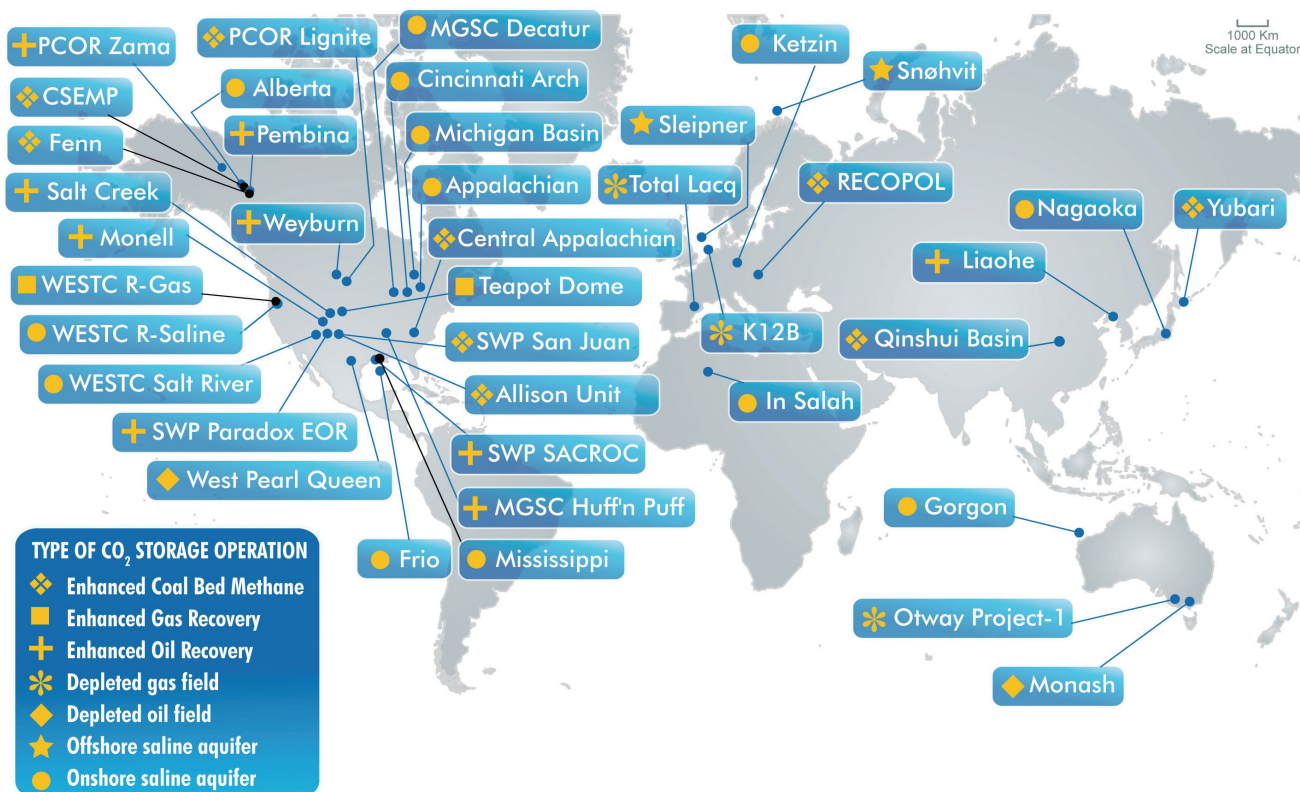 1000 Km
Scale at Equator
PCOR Zama
CSEMP
Fenn
Salt Creek
Monell
WESTC R-Gas
WESTC R-Saline
WESTC Salt River
SWP Paradox EOR
West Pearl Queen
Alberta
Pembina
Weyburn
PCOR Lignite
MGSC Decatur
Cincinnati Arch
Michigan Basin
Appalachian
Central Appalachian
Teapot Dome
SWP San Juan
Allison Unit
SWP SACROC
MGSC Huff'n Puff
Frio
Mississippi
Ketzin
Snøhvit
Sleipner
Total Lacq
RECOPOL
K12B
In Salah
Nagaoka
Yubari
Liaohe
Qinshui Basin
Gorgon
Otway Project-1
Monash
TYPE OF CO₂ STORAGE OPERATION
Enhanced Coal Bed Methane
Enhanced Gas Recovery
Enhanced Oil Recovery
Depleted gas field
Depleted oil field
Offshore saline aquifer
Onshore saline aquifer